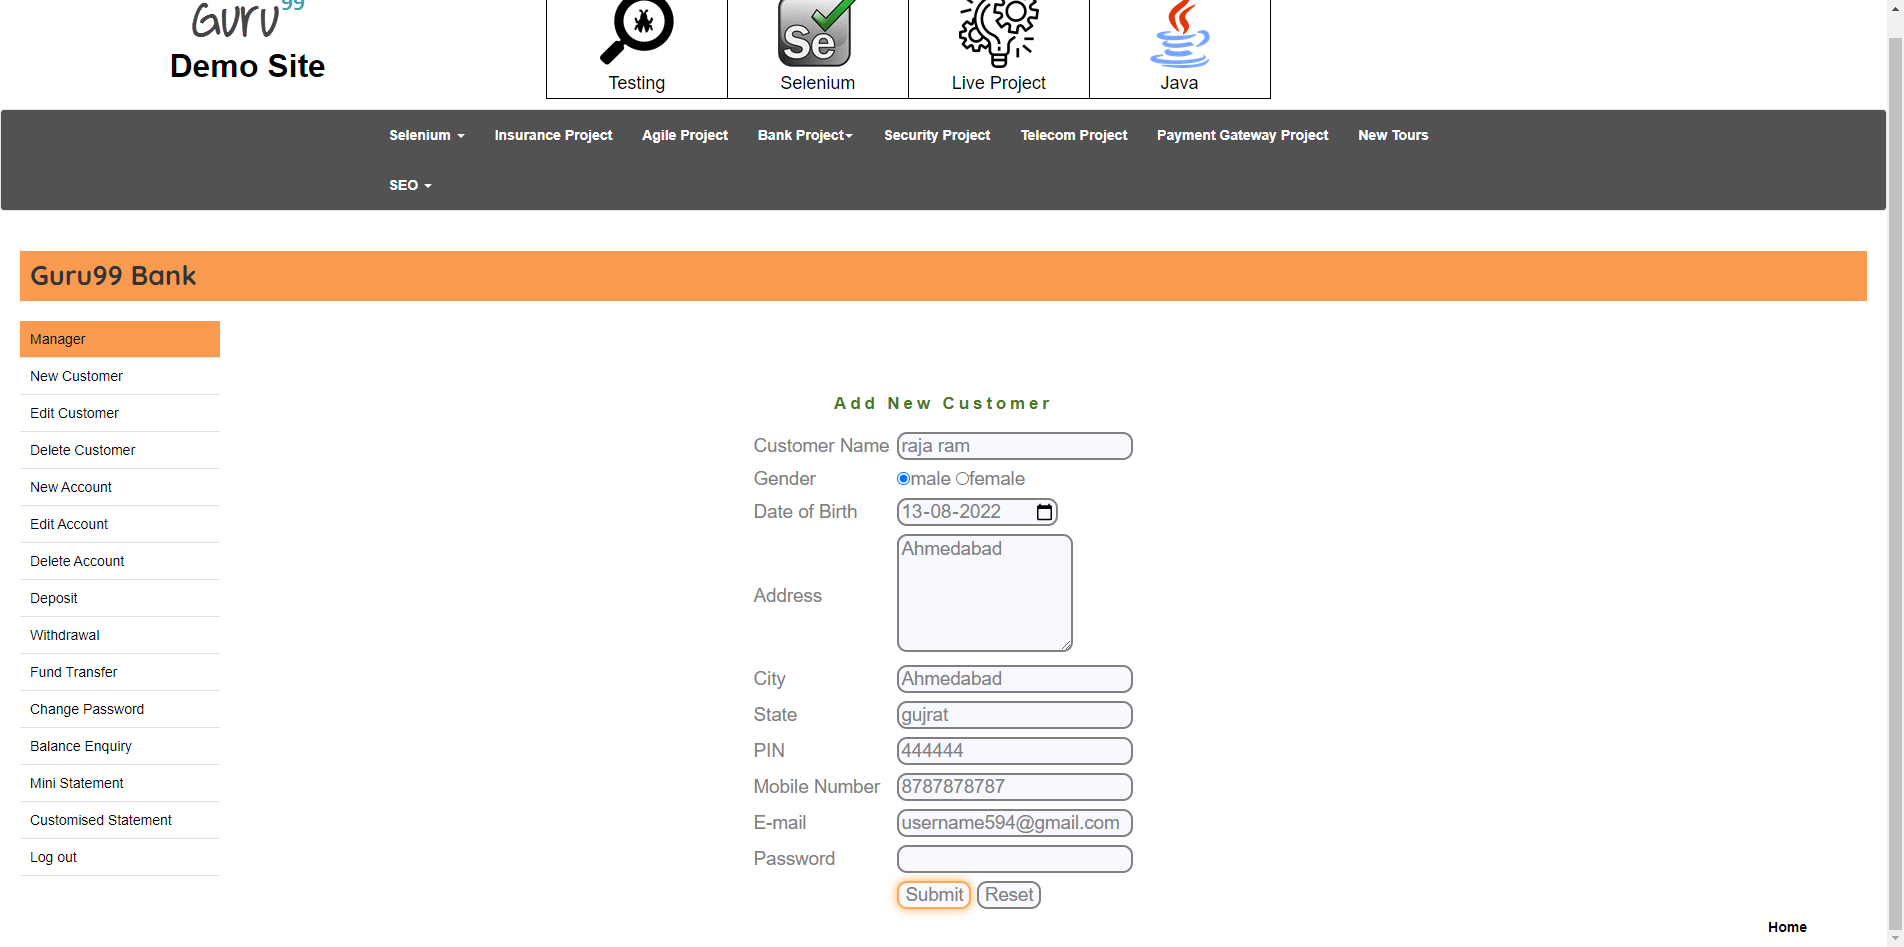 Guru99
Demo Site
Se
Testing
Selenium
Live Project
Java
Selenium
Insurance Project
Agile Project
Bank Project
Security Project
Telecom Project
Payment Gateway Project
New Tours
SEO
Guru99 Bank
Manager
New Customer
Edit Customer
Delete Customer
New Account
Edit Account
Delete Account
Deposit
Withdrawal
Fund Transfer
Change Password
Balance Enquiry
Mini Statement
Customised Statement
Log out
Add New Customer
Customer Name raja ram
Gender male female
Date of Birth 13-08-2022
Address Ahmedabad
City Ahmedabad
State gujrat
PIN 444444
Mobile Number 8787878787
E-mail username594@gmail.com
Password
Submit Reset
Home